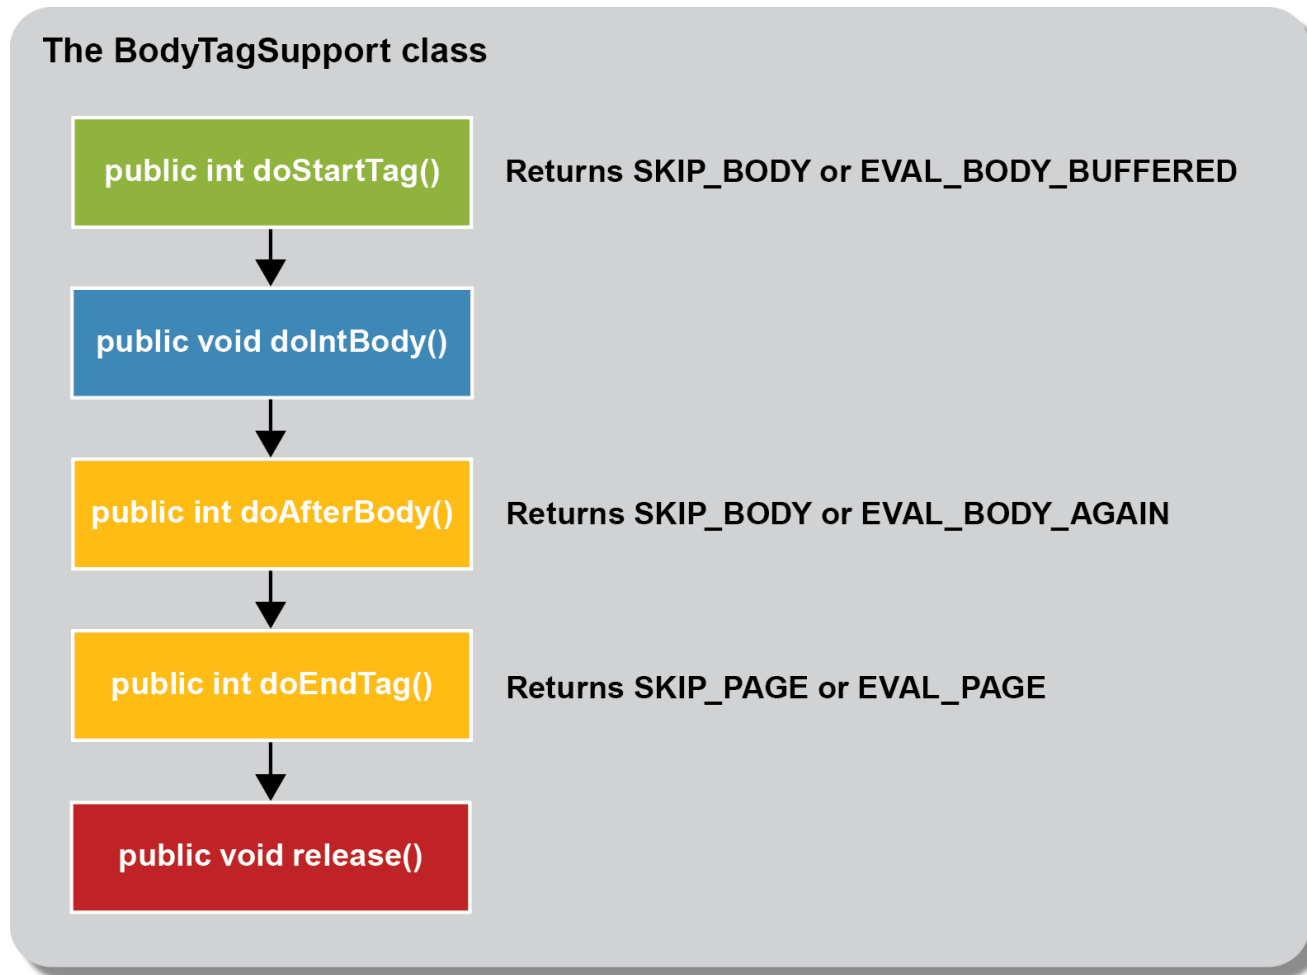 The BodyTagSupport class
public int doStartTag()
Returns SKIP_BODY or EVAL_BODY_BUFFERED
public void doIntBody()
public int doAfterBody()
Returns SKIP_BODY or EVAL_BODY_AGAIN
public int doEndTag()
Returns SKIP_PAGE or EVAL_PAGE
public void release()